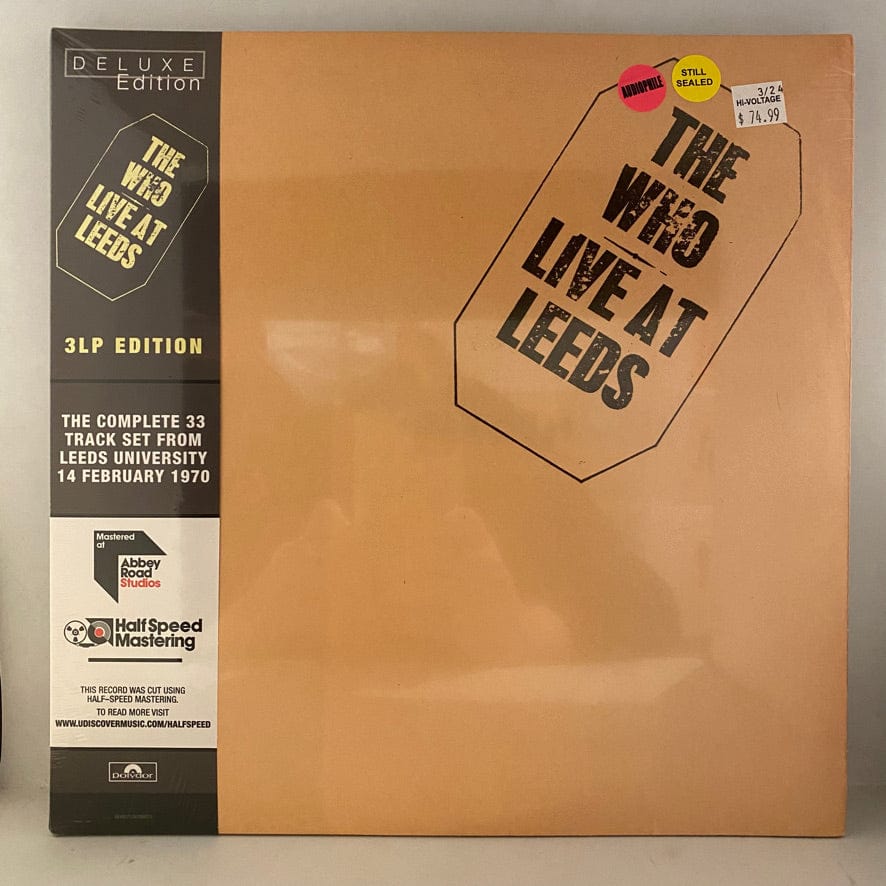 DELUXE
Edition
THE
WHO
LIVE AT
LEEDS
3LP EDITION
THE COMPLETE 33
TRACK SET FROM
LEEDS UNIVERSITY
14 FEBRUARY 1970
Mastered
at
Abbey
Road
Studios
Half Speed
Mastering
THIS RECORD WAS CUT USING
HALF–SPEED MASTERING.
TO READ MORE VISIT
WWW.UDISCOVERMUSIC.COM/HALFSPEED
polydor
AUDIOPHILE
STILL
SEALED
3/24
HI-VOLTAGE
$ 74.99
THE
WHO
LIVE AT
LEEDS